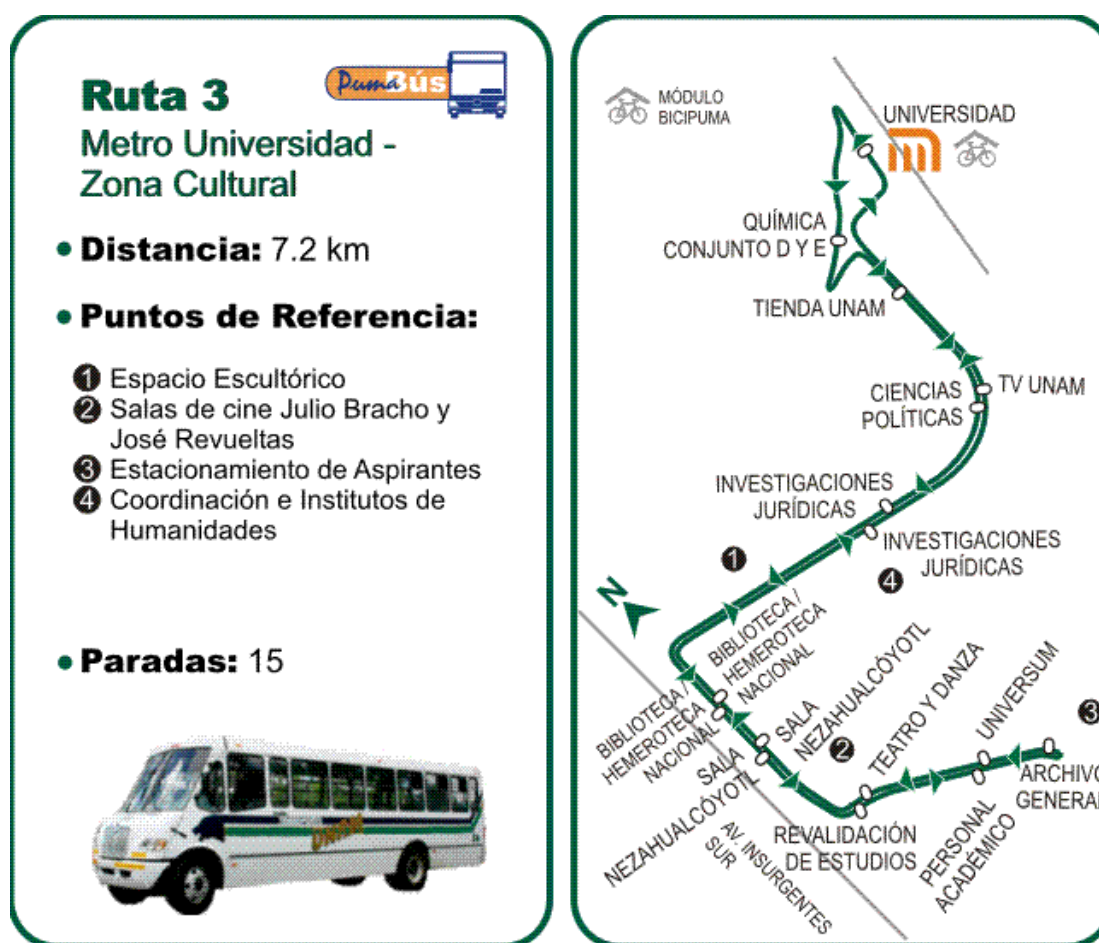 Ruta 3
Puma Bús
Metro Universidad -
Zona Cultural
• Distancia: 7.2 km
• Puntos de Referencia:
1 Espacio Escultórico
2 Salas de cine Julio Bracho y
José Revueltas
3 Estacionamiento de Aspirantes
4 Coordinación e Institutos de
Humanidades
• Paradas: 15
MÓDULO
BICIPUMA
UNIVERSIDAD
QUÍMICA
CONJUNTO D Y E
TIENDA UNAM
CIENCIAS
POLÍTICAS
TV UNAM
INVESTIGACIONES
JURÍDICAS
INVESTIGACIONES
JURÍDICAS
1
4
N
BIBLIOTECA /
HEMEROTECA
NACIONAL
BIBLIOTECA /
HEMEROTECA
NACIONAL
SALA
NEZAHUALCÓYOTL
SALA
NEZAHUALCÓYOTL
2
TEATRO Y DANZA
UNIVERSUM
3
ARCHIVO
GENERAL
REVALIDACIÓN
DE ESTUDIOS
PERSONAL
ACADÉMICO
AV. INSURGENTES
SUR